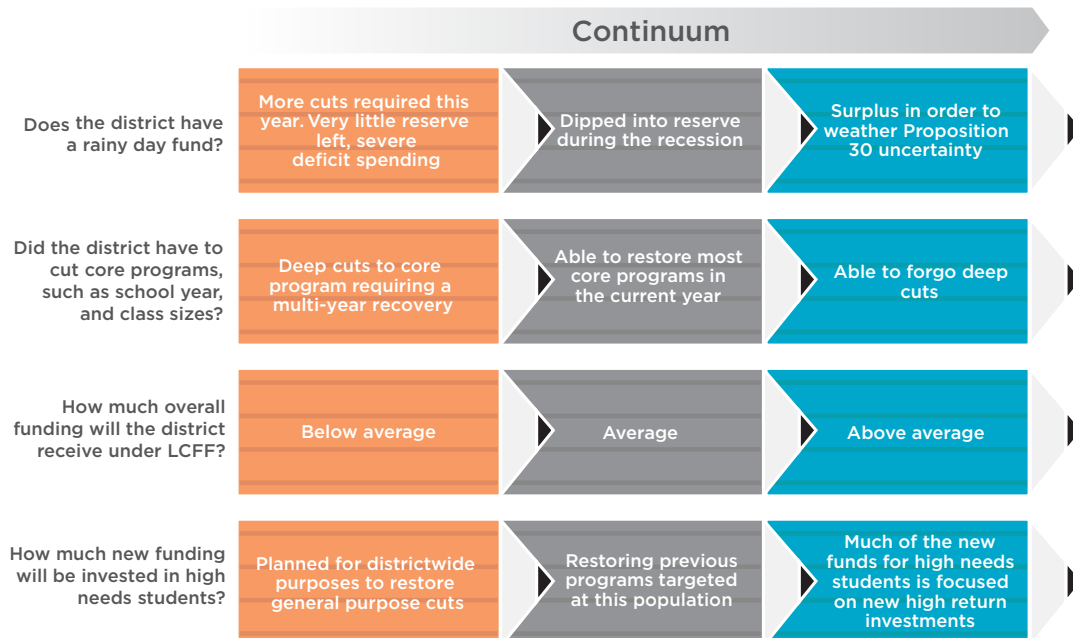 Continuum
Does the district have
a rainy day fund?
More cuts required this
year. Very little reserve
left, severe
deficit spending
Dipped into reserve
during the recession
Surplus in order to
weather Proposition
30 uncertainty
Did the district have to
cut core programs,
such as school year,
and class sizes?
Deep cuts to core
program requiring a
multi-year recovery
Able to restore most
core programs in
the current year
Able to forgo deep
cuts
How much overall
funding will the district
receive under LCFF?
Below average
Average
Above average
How much new funding
will be invested in high
needs students?
Planned for districtwide
purposes to restore
general purpose cuts
Restoring previous
programs targeted
at this population
Much of the new
funds for high needs
students is focused
on new high return
investments